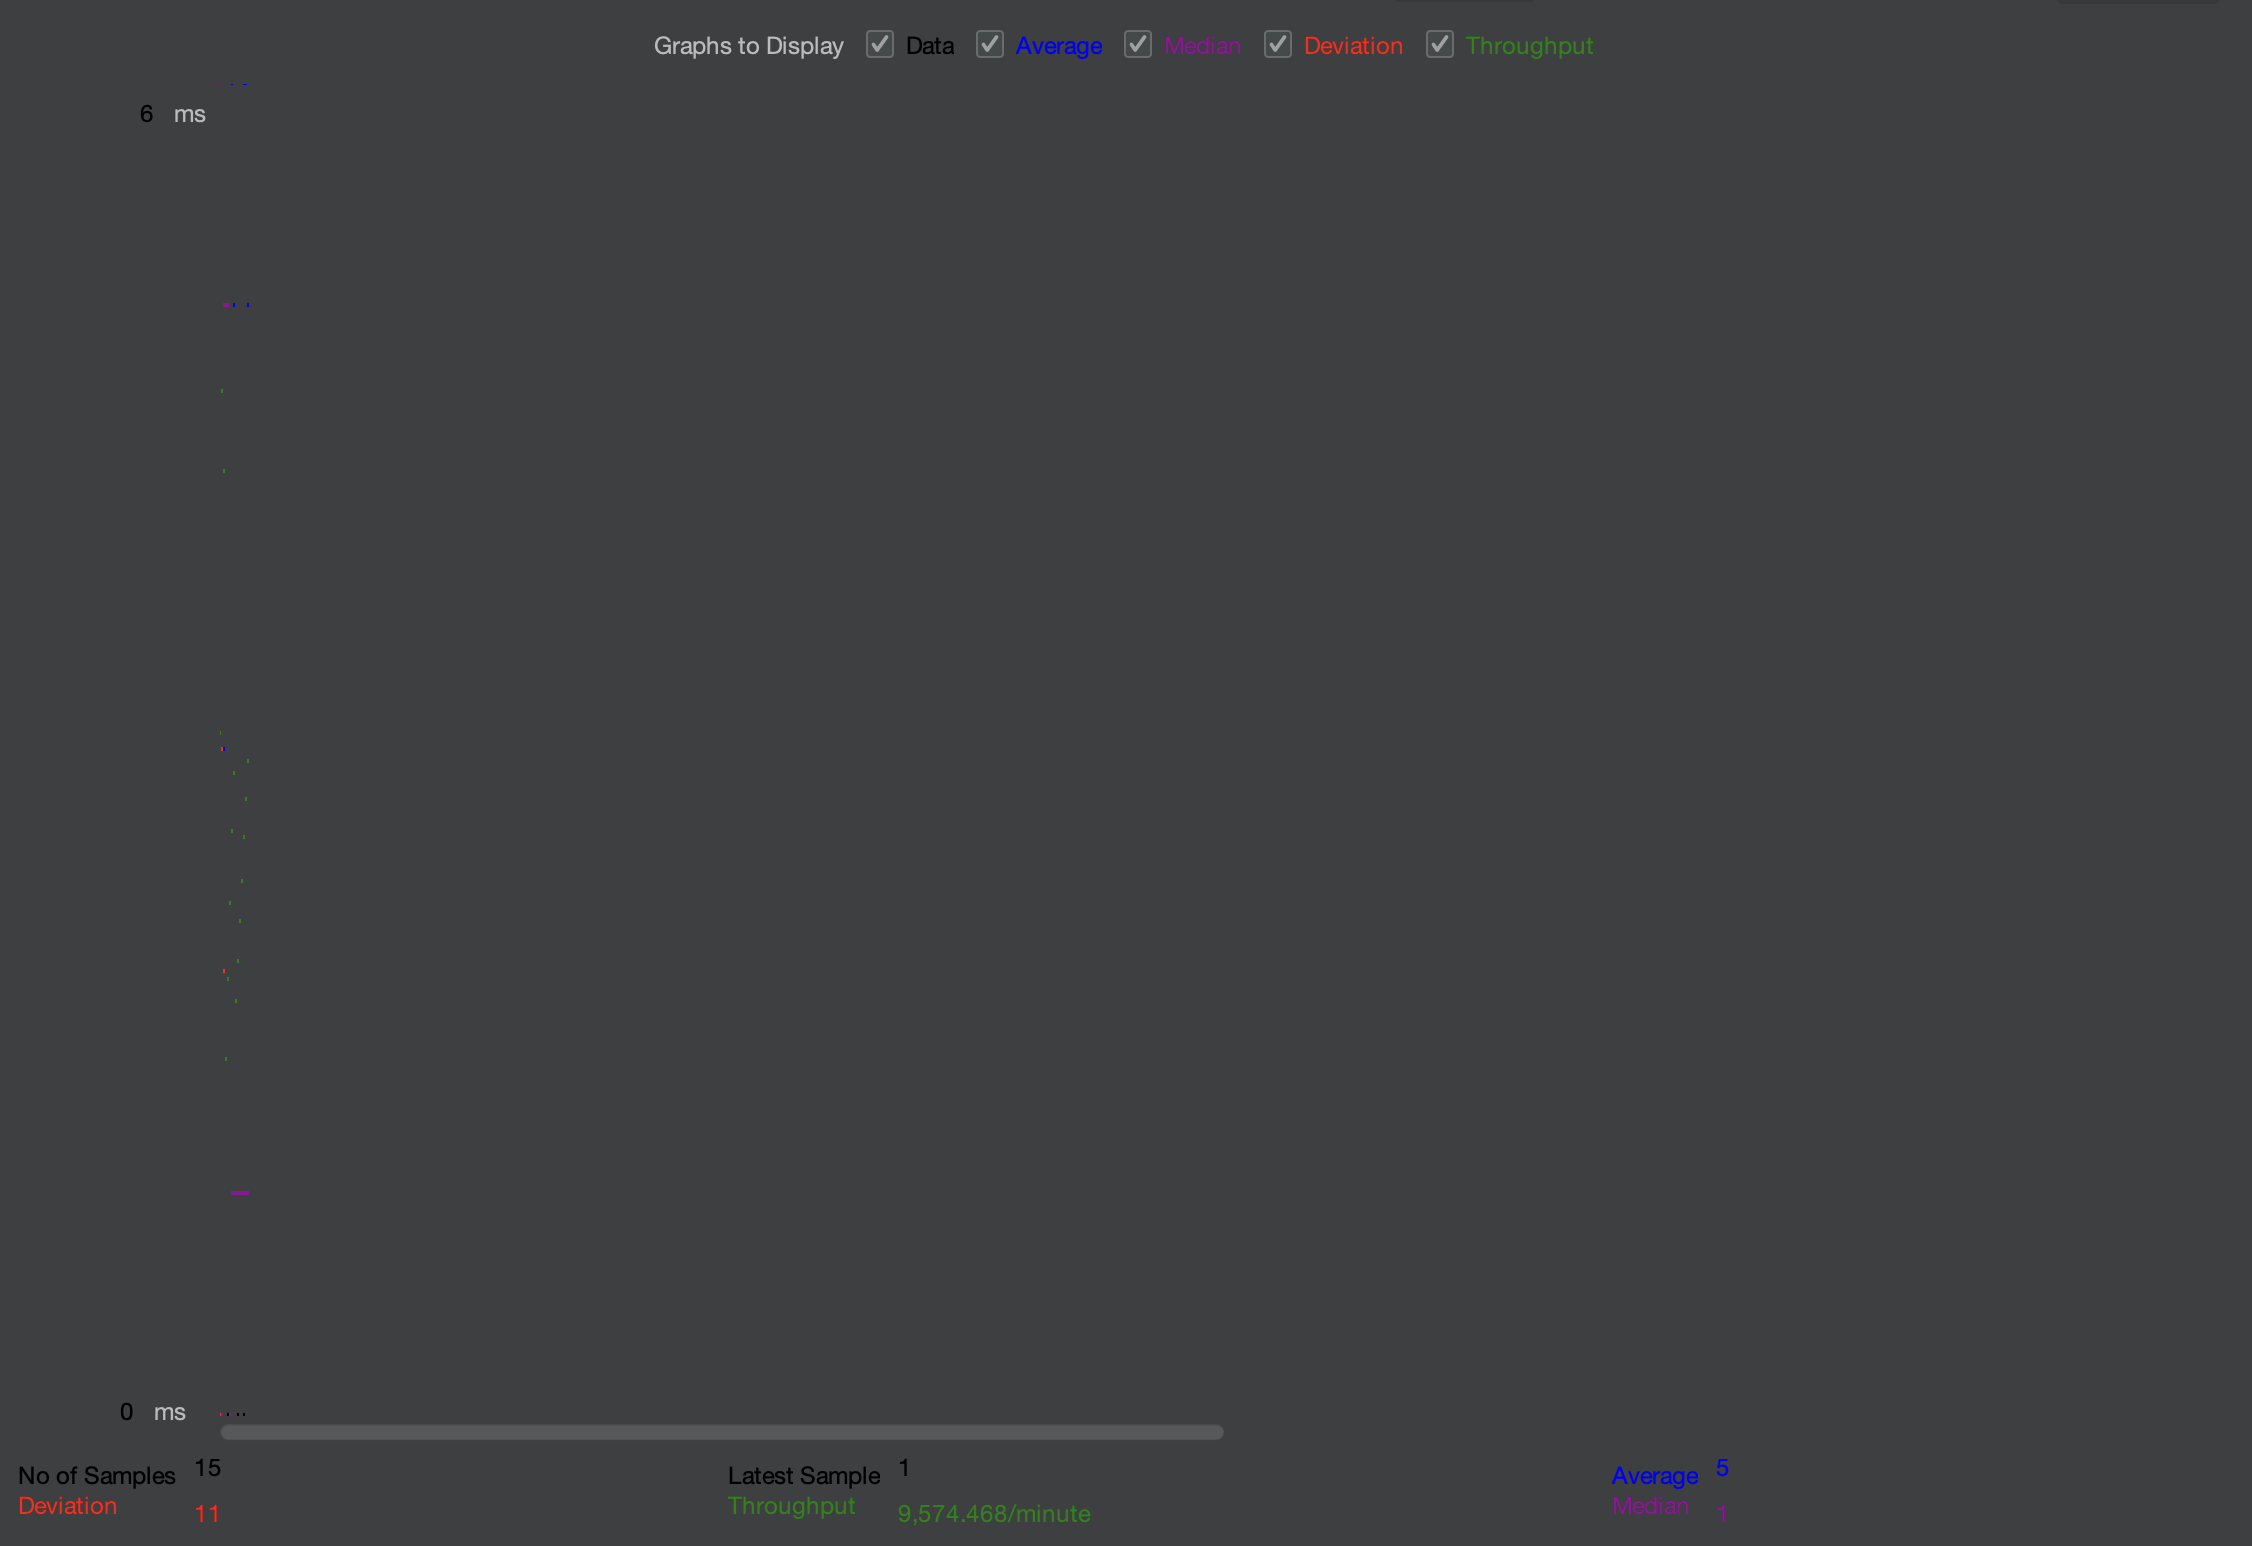 Graphs to Display Data Average Median Deviation Throughput
6 ms
0 ms
No of Samples 15 Latest Sample 1 Average 5
Deviation 11 Throughput 9,574.468/minute Median 1